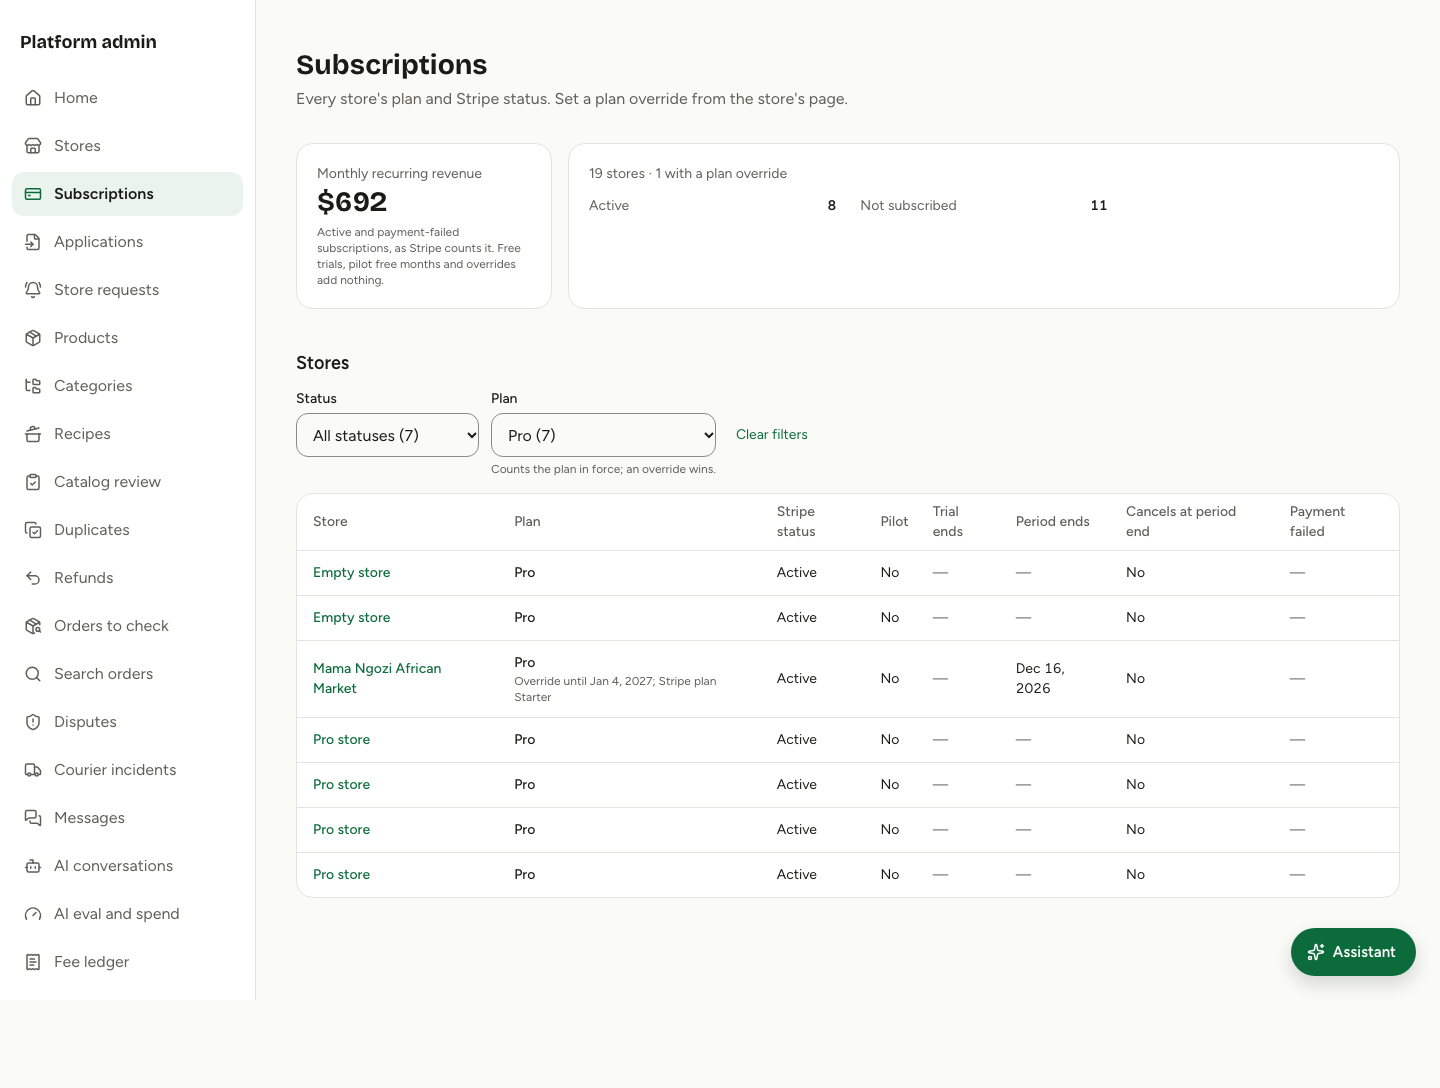 Platform admin
Home
Stores
Subscriptions
Applications
Store requests
Products
Categories
Recipes
Catalog review
Duplicates
Refunds
Orders to check
Search orders
Disputes
Courier incidents
Messages
AI conversations
AI eval and spend
Fee ledger
Subscriptions
Every store's plan and Stripe status. Set a plan override from the store's page.
Monthly recurring revenue
$692
Active and payment-failed
subscriptions, as Stripe counts it. Free
trials, pilot free months and overrides
add nothing.
19 stores · 1 with a plan override
Active 8 Not subscribed 11
Stores
Status Plan
All statuses (7) Pro (7) Clear filters
Counts the plan in force; an override wins.
Store Plan Stripe status Pilot Trial ends Period ends Cancels at period end Payment failed
Empty store Pro Active No — — No —
Empty store Pro Active No — — No —
Mama Ngozi African Market Pro Override until Jan 4, 2027; Stripe plan Starter Active No — Dec 16, 2026 No —
Pro store Pro Active No — — No —
Pro store Pro Active No — — No —
Pro store Pro Active No — — No —
Pro store Pro Active No — — No —
Assistant